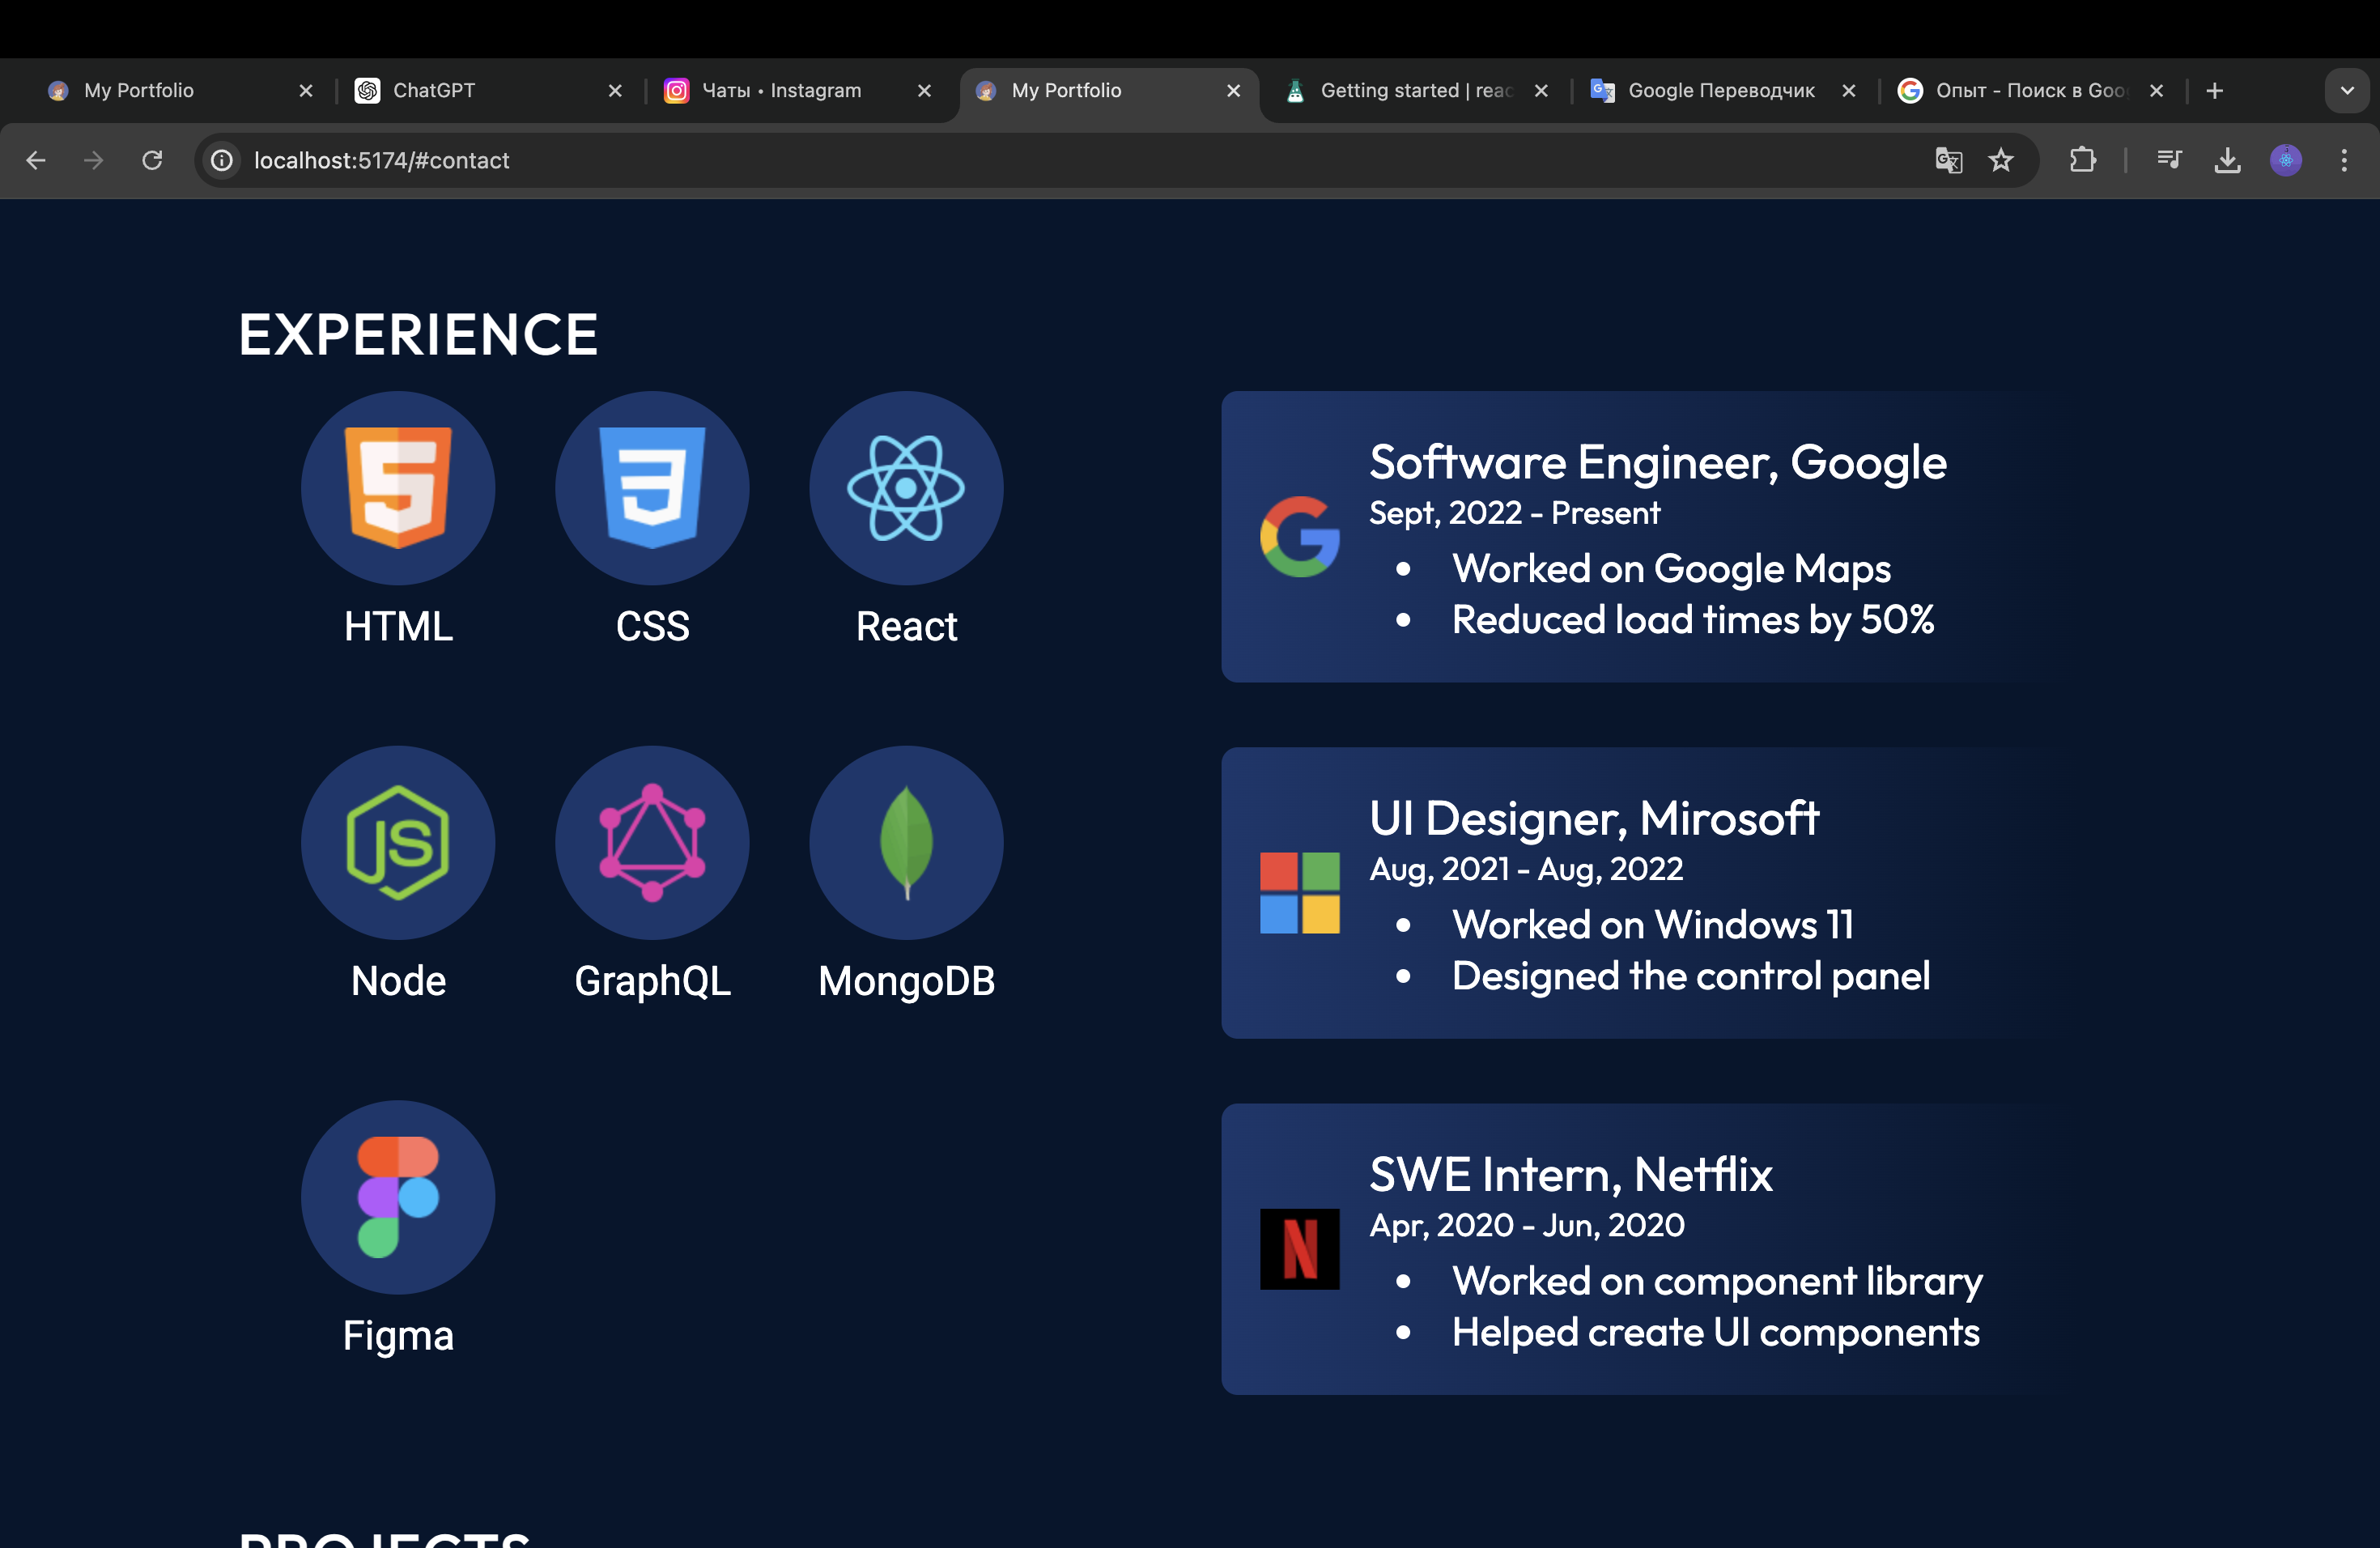 My Portfolio
ChatGPT
Чаты • Instagram
My Portfolio
Getting started | reac
Google Переводчик
Опыт - Поиск в Goo
localhost:5174/#contact
EXPERIENCE
HTML
CSS
React
Node
GraphQL
MongoDB
Figma
Software Engineer, Google
Sept, 2022 - Present
• Worked on Google Maps
• Reduced load times by 50%
UI Designer, Mirosoft
Aug, 2021 - Aug, 2022
• Worked on Windows 11
• Designed the control panel
SWE Intern, Netflix
Apr, 2020 - Jun, 2020
• Worked on component library
• Helped create UI components
PROJECTS